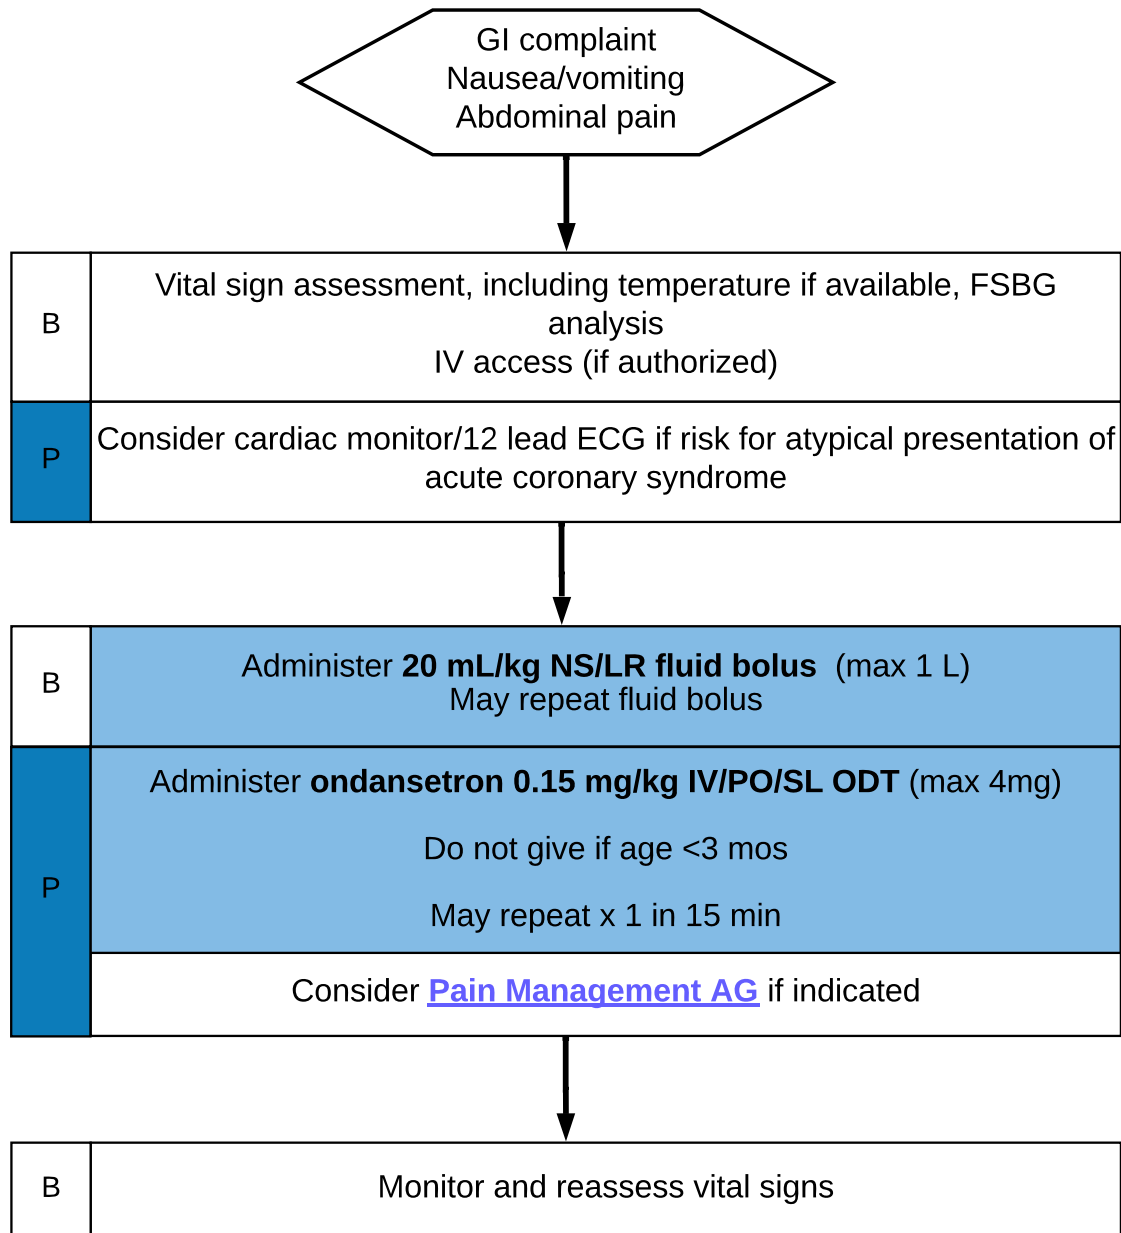 GI complaint
Nausea/vomiting
Abdominal pain
B
Vital sign assessment, including temperature if available, FSBG
analysis
IV access (if authorized)
P
Consider cardiac monitor/12 lead ECG if risk for atypical presentation of
acute coronary syndrome
B
Administer 20 mL/kg NS/LR fluid bolus (max 1 L)
May repeat fluid bolus
P
Administer ondansetron 0.15 mg/kg IV/PO/SL ODT (max 4mg)
Do not give if age <3 mos
May repeat x 1 in 15 min
Consider Pain Management AG if indicated
B
Monitor and reassess vital signs